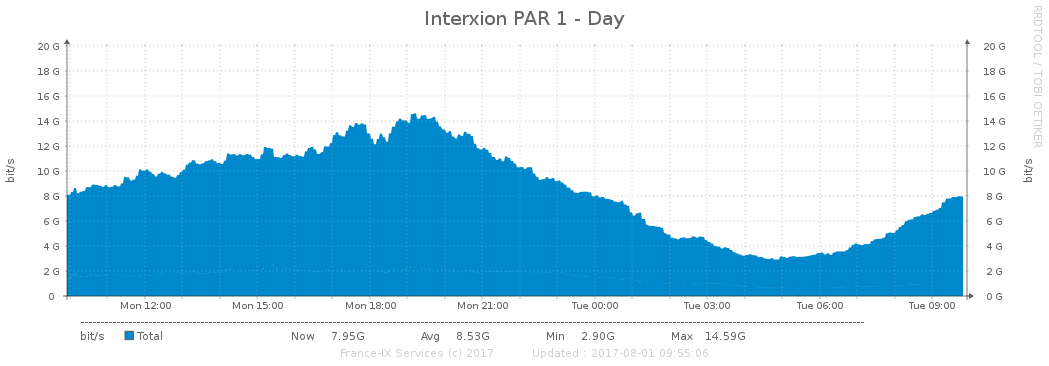 Interxion PAR 1 - Day
RRDTOOL / TOBI OETIKER
bit/s
20 G 20 G
18 G 18 G
16 G 16 G
14 G 14 G
12 G 12 G
10 G 10 G
8 G 8 G
6 G 6 G
4 G 4 G
2 G 2 G
0 0 G
bit/s
Mon 12:00 Mon 15:00 Mon 18:00 Mon 21:00 Tue 00:00 Tue 03:00 Tue 06:00 Tue 09:00
bit/s Total Now 7.95G Avg 8.53G Min 2.90G Max 14.59G
France-IX Services (c) 2017 Updated : 2017-08-01 09:55:06